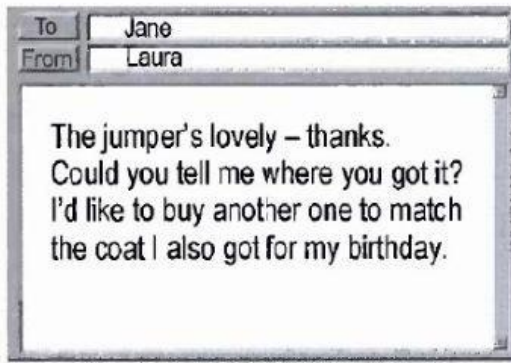 To Jane
From Laura
The jumper's lovely – thanks.
Could you tell me where you got it?
I'd like to buy another one to match
the coat I also got for my birthday.